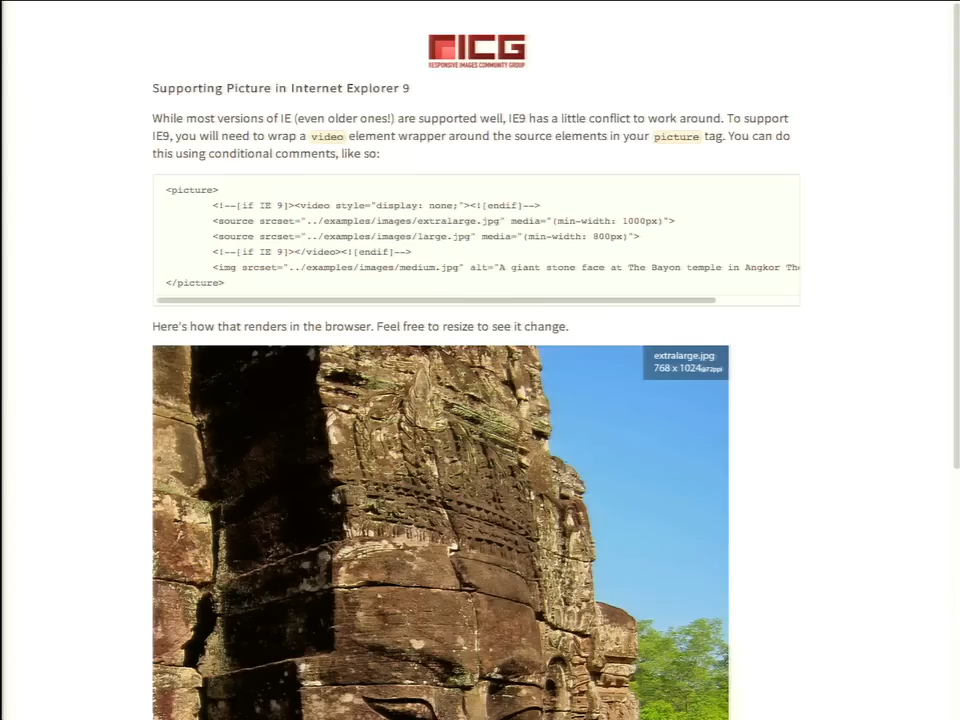 RICG
RESPONSIVE IMAGES COMMUNITY GROUP
Supporting Picture in Internet Explorer 9
While most versions of IE (even older ones!) are supported well, IE9 has a little conflict to work around. To support
IE9, you will need to wrap a video element wrapper around the source elements in your picture tag. You can do
this using conditional comments, like so:
<picture>
<!--[if IE 9]><video style="display: none;"><![endif]-->
<source srcset="../examples/images/extralarge.jpg" media="(min-width: 1000px)">
<source srcset="../examples/images/large.jpg" media="(min-width: 800px)">
<!--[if IE 9]></video><![endif]-->
<img srcset="../examples/images/medium.jpg" alt="A giant stone face at The Bayon temple in Angkor Th
</picture>
Here's how that renders in the browser. Feel free to resize to see it change.
extralarge.jpg
768 x 1024@72ppi